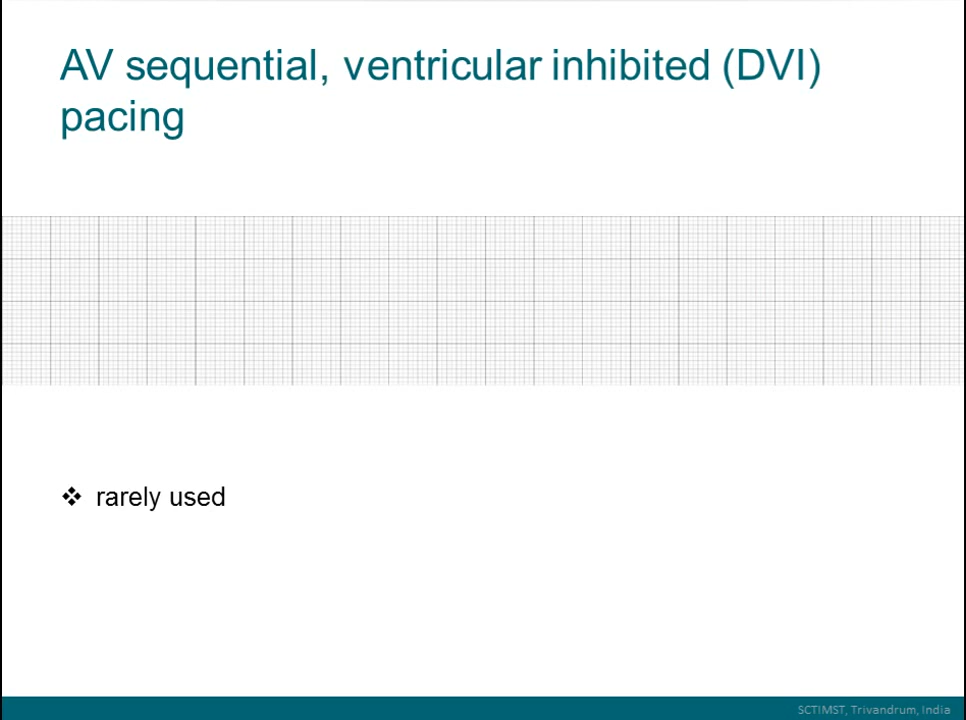 AV sequential, ventricular inhibited (DVI)
pacing
❖ rarely used
SCTIMST, Trivandrum, India